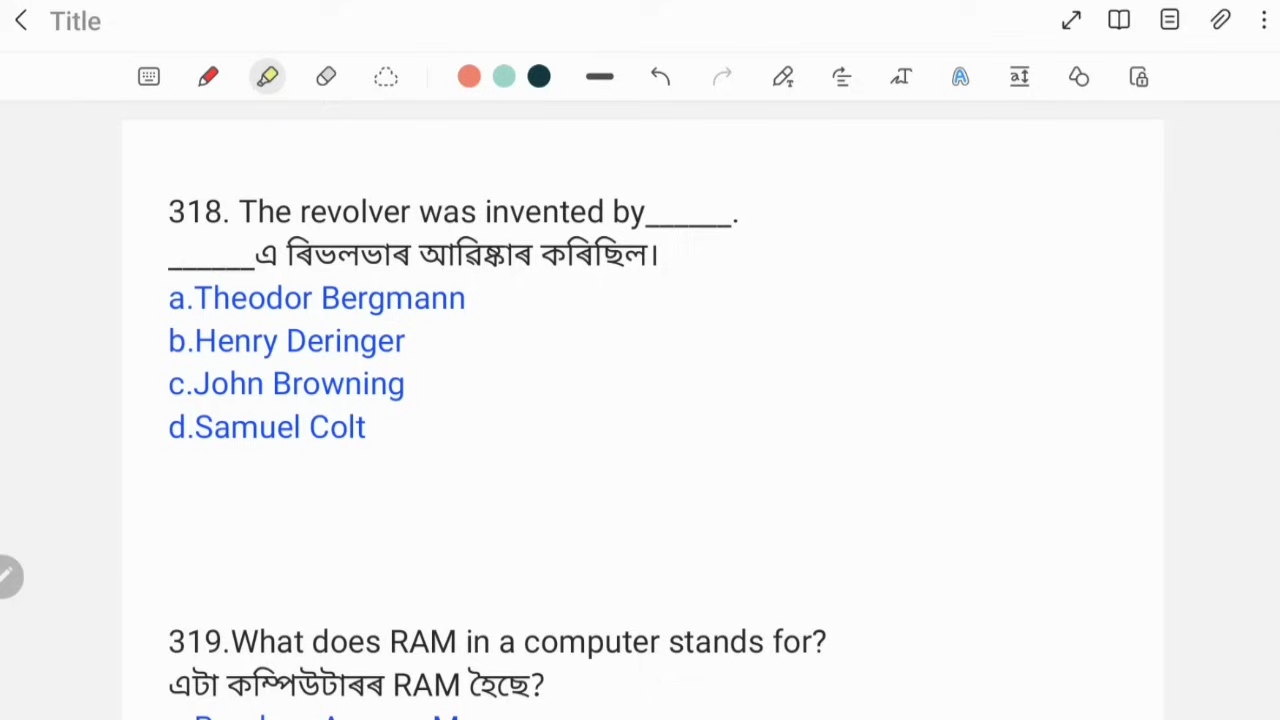 Title
318. The revolver was invented by______.
______এ ৰিভলভাৰ আৱিষ্কাৰ কৰিছিল।
a.Theodor Bergmann
b.Henry Deringer
c.John Browning
d.Samuel Colt
319.What does RAM in a computer stands for?
এটা কম্পিউটাৰৰ RAM হৈছে?